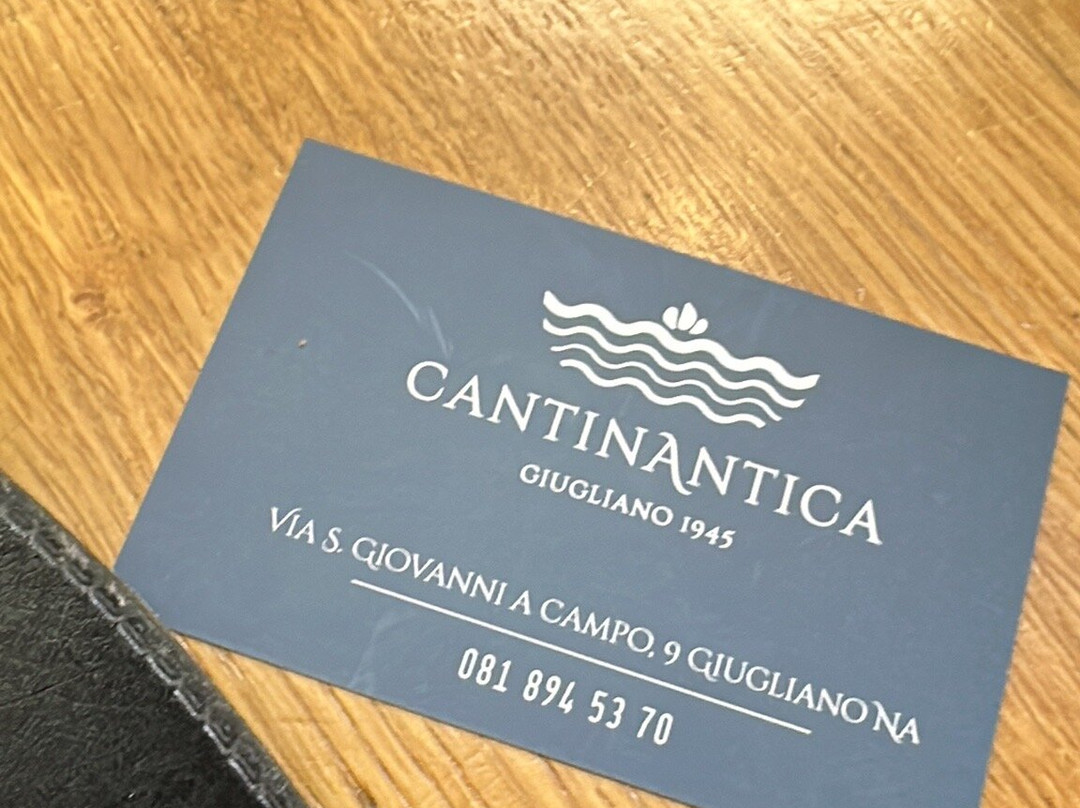 CANTINANTICA
GIUGLIANO 1945
VIA S. GIOVANNI A CAMPO, 9 GIUGLIANO NA
081 894 53 70